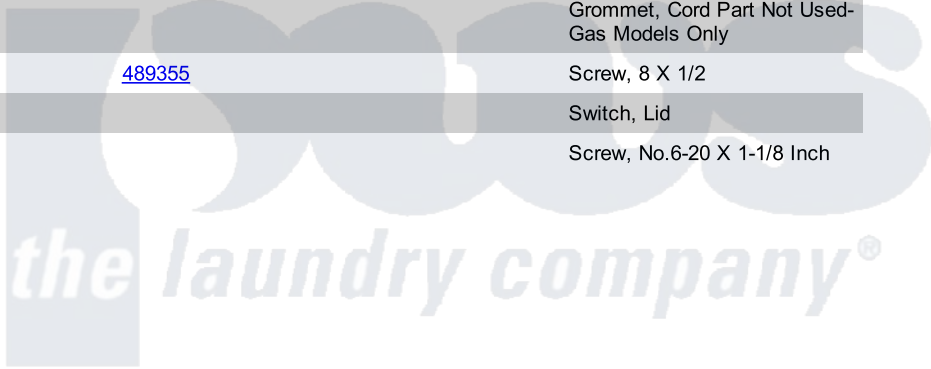 Grommet, Cord Part Not Used-
Gas Models Only
489355
Screw, 8 X 1/2
Switch, Lid
Screw, No.6-20 X 1-1/8 Inch
the laundry company®